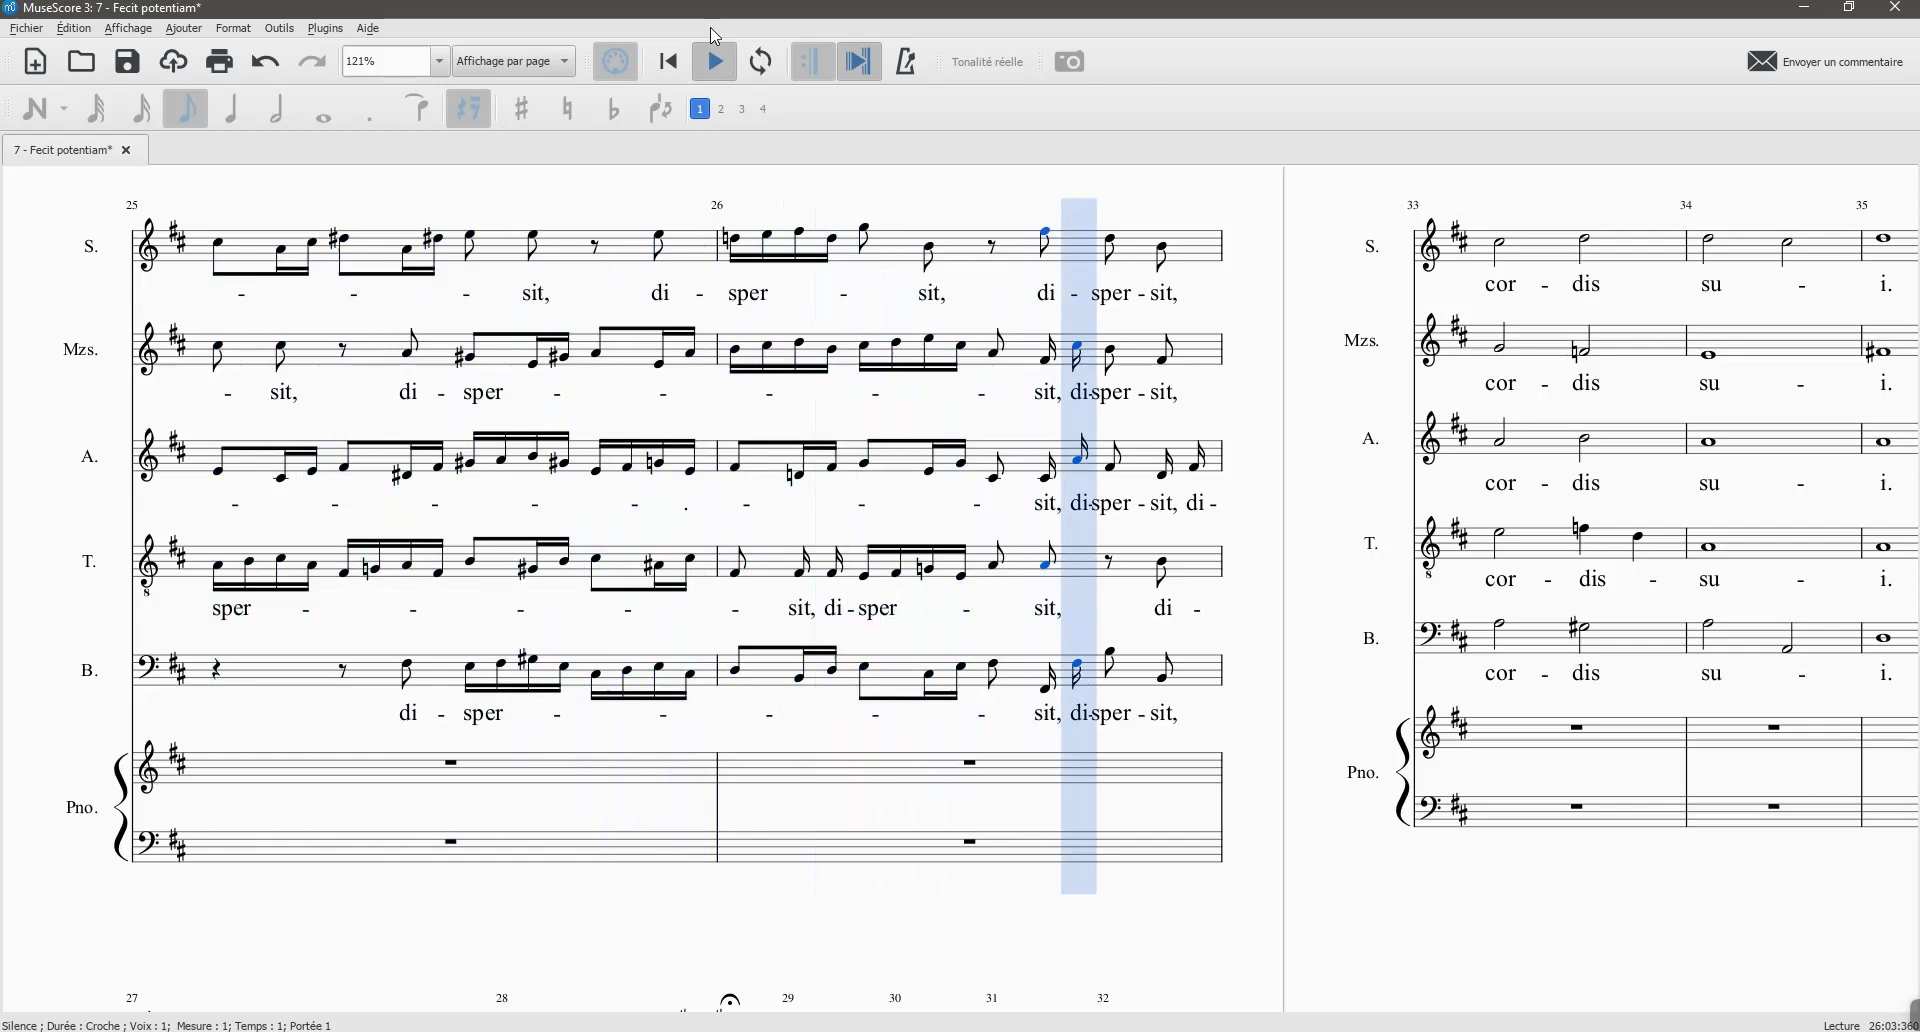 MuseScore 3: 7 - Fecit potentiam*
Fichier Édition Affichage Ajouter Format Outils Plugins Aide
121% Affichage par page Tonalité réelle Envoyer un commentaire
1 2 3 4
7 - Fecit potentiam*
25 26
S.
- - - sit, di - sper - sit, di - sper - sit,
Mzs.
- sit, di - sper - - - - - sit, di-sper - sit,
A.
- - - - - . - - - sit, di-sper - sit, di -
T.
sper - - - - - sit, di - sper - sit, di -
B.
di - sper - - - - - sit, di-sper - sit,
Pno.
33 34 35
S.
cor - dis su - i.
Mzs.
cor - dis su - i.
A.
cor - dis su - i.
T.
cor - dis - su - i.
B.
cor - dis su - i.
Pno.
27 28 29 30 31 32
Silence ; Durée : Croche ; Voix : 1; Mesure : 1; Temps : 1; Portée 1
Lecture 26:03:360